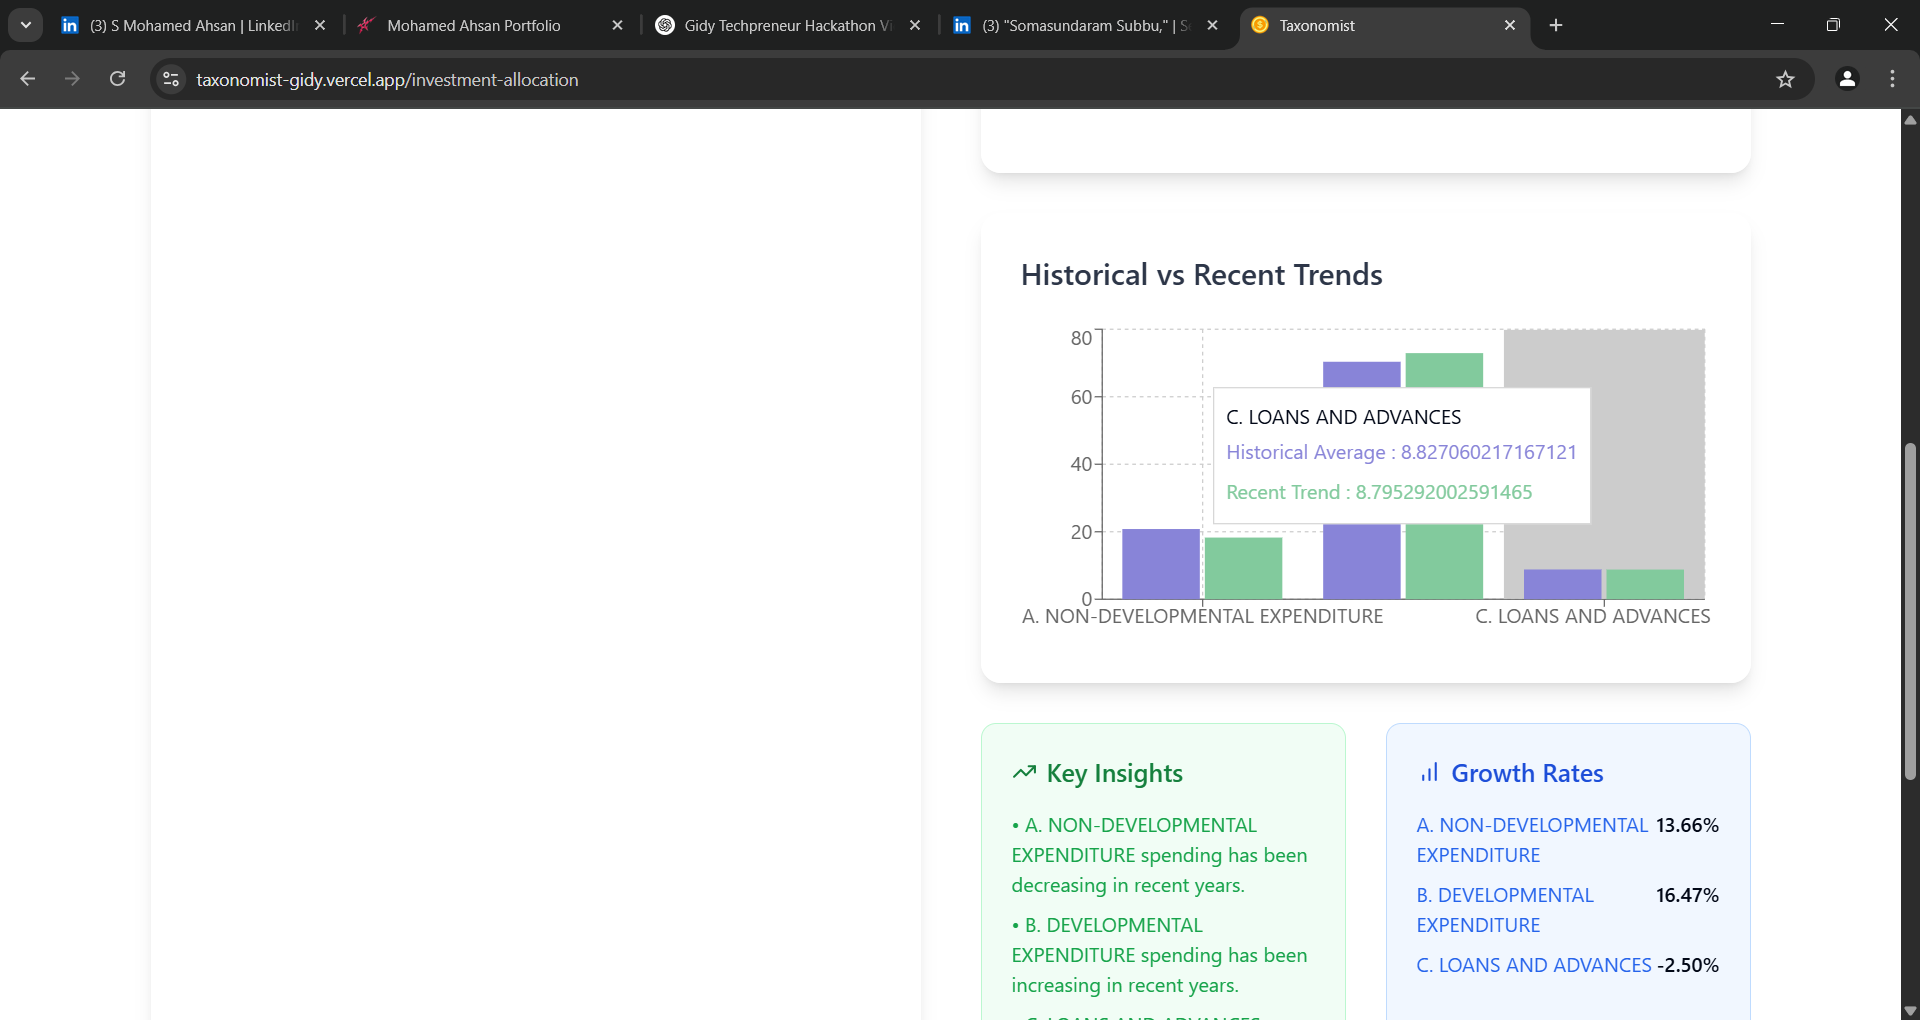 (3) S Mohamed Ahsan | LinkedI
Mohamed Ahsan Portfolio
Gidy Techpreneur Hackathon Vi
(3) "Somasundaram Subbu," | S
Taxonomist
taxonomist-gidy.vercel.app/investment-allocation
Historical vs Recent Trends
80
60
40
20
0
C. LOANS AND ADVANCES
Historical Average : 8.827060217167121
Recent Trend : 8.795292002591465
A. NON-DEVELOPMENTAL EXPENDITURE
C. LOANS AND ADVANCES
Key Insights
• A. NON-DEVELOPMENTAL
EXPENDITURE spending has been
decreasing in recent years.
• B. DEVELOPMENTAL
EXPENDITURE spending has been
increasing in recent years.
• C. LOANS AND ADVANCES
Growth Rates
A. NON-DEVELOPMENTAL 13.66%
EXPENDITURE
B. DEVELOPMENTAL 16.47%
EXPENDITURE
C. LOANS AND ADVANCES -2.50%